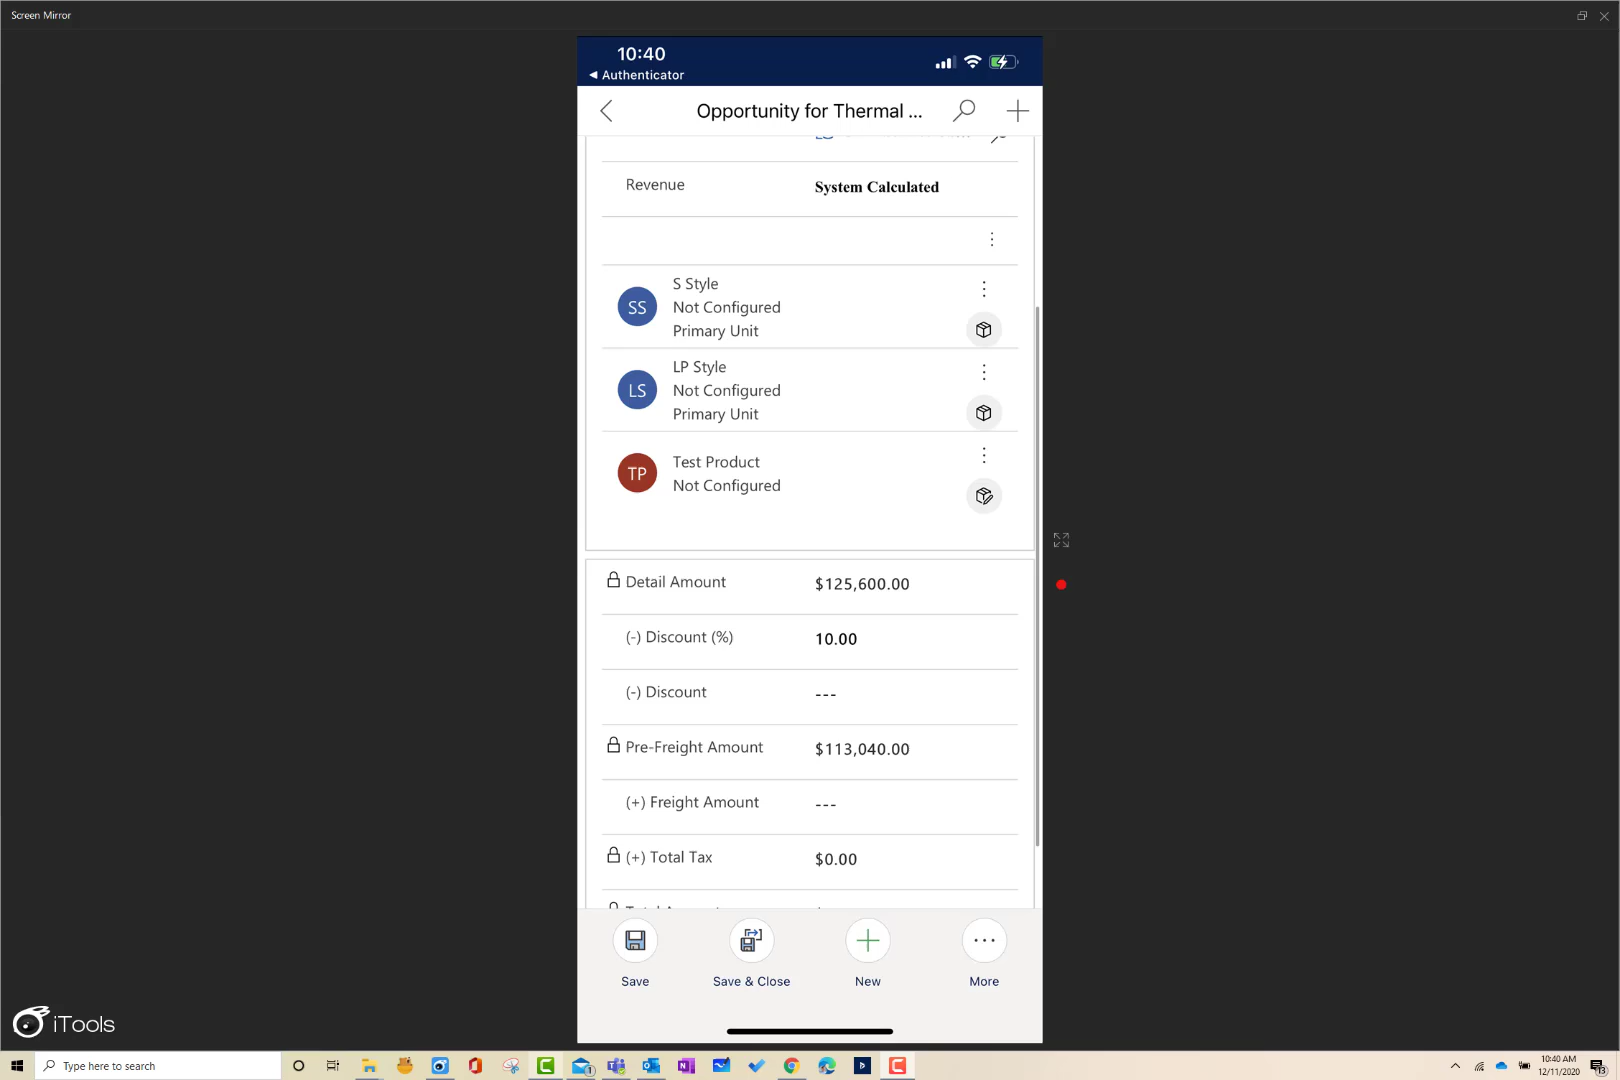 Screen Mirror
10:40
◄ Authenticator
Opportunity for Thermal ...
Revenue
System Calculated
SS
S Style
Not Configured
Primary Unit
LS
LP Style
Not Configured
Primary Unit
TP
Test Product
Not Configured
Detail Amount
$125,600.00
(-) Discount (%)
10.00
(-) Discount
---
Pre-Freight Amount
$113,040.00
(+) Freight Amount
---
(+) Total Tax
$0.00
Save
Save & Close
New
More
iTools
Type here to search
10:40 AM
12/11/2020